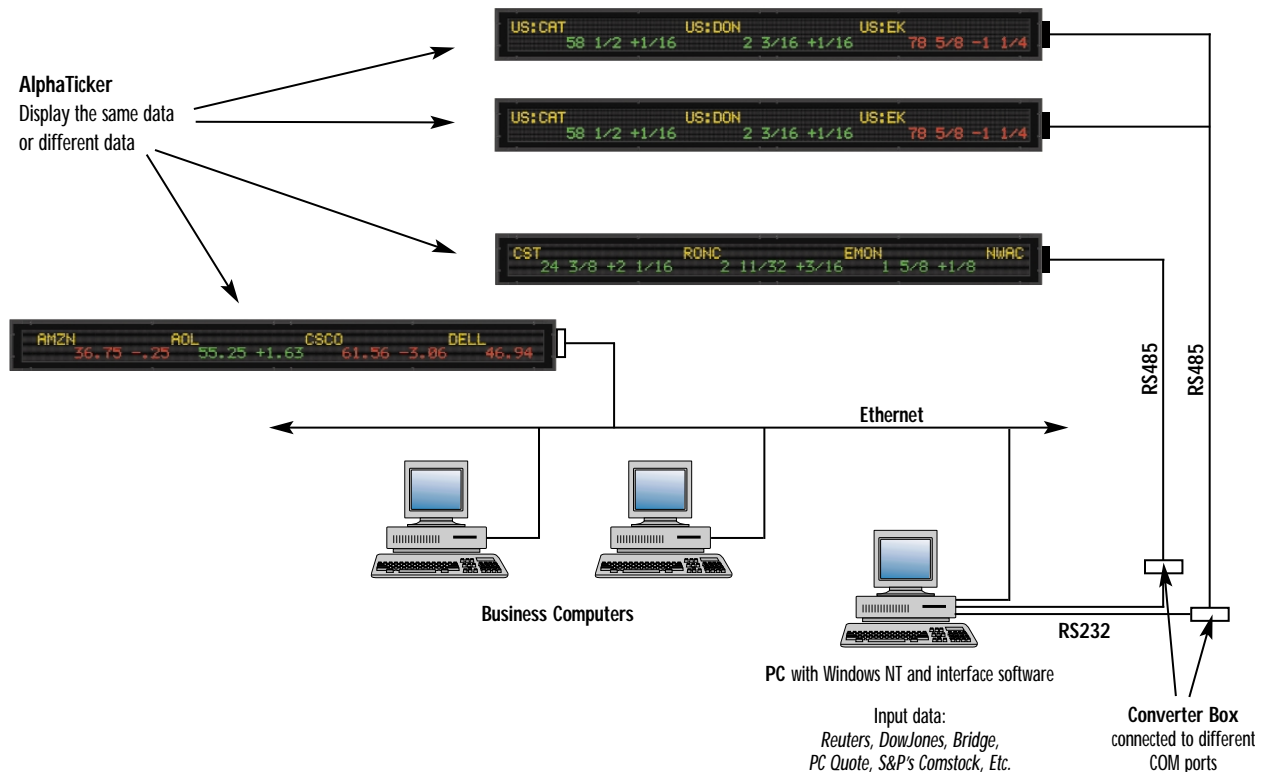 US:CAT US:DON US:EK
58 1/2 +1/16 2 3/16 +1/16 78 5/8 -1 1/4
AlphaTicker
Display the same data
or different data
US:CAT US:DON US:EK
58 1/2 +1/16 2 3/16 +1/16 78 5/8 -1 1/4
CST RONC EMON NWAC
24 3/8 +2 1/16 2 11/32 +3/16 1 5/8 +1/8
AMZN AOL CSCO DELL
36.75 -.25 55.25 +1.63 61.56 -3.06 46.94
RS485
RS485
Ethernet
Business Computers
RS232
PC with Windows NT and interface software
Input data:
Reuters, DowJones, Bridge,
PC Quote, S&P's Comstock, Etc.
Converter Box
connected to different
COM ports